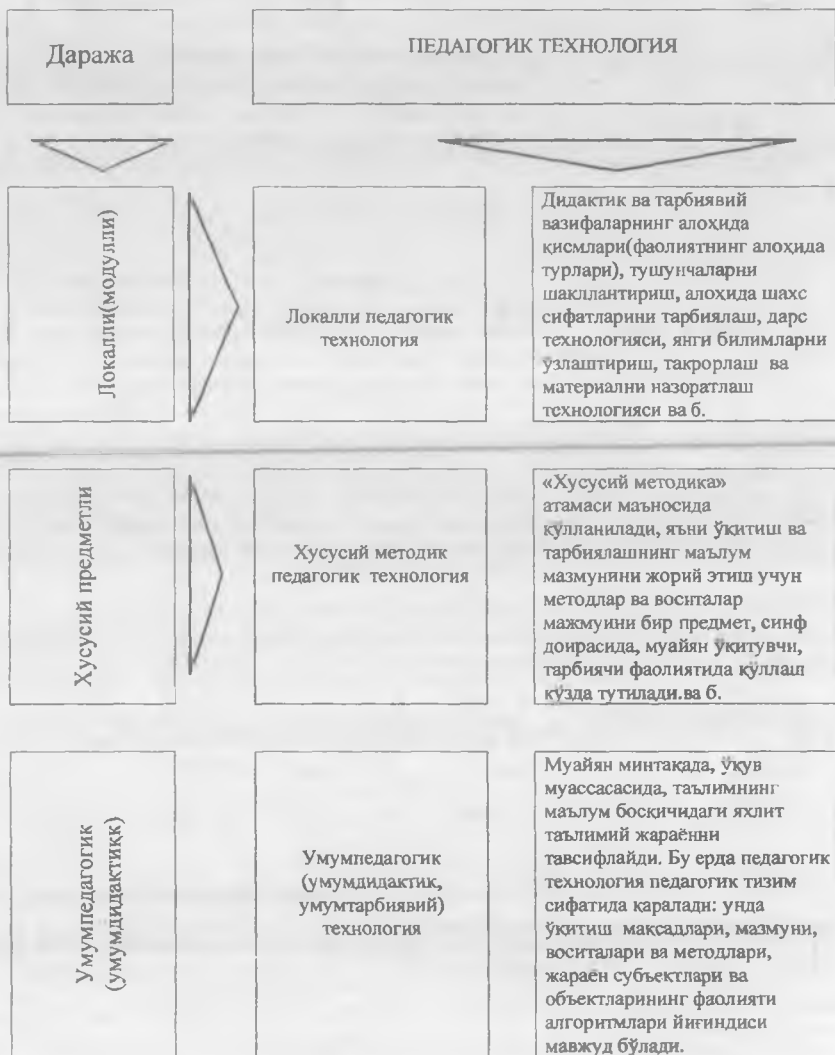 Даража
ПЕДАГОГИК ТЕХНОЛОГИЯ
Локалли(модулли)
Локалли педагогик
технология
Дидактик ва тарбиявий
вазифаларнинг алоҳида
қисмлари(фаолиятнинг алоҳида
турлари), тушунчаларни
шакллантириш, алоҳида шахс
сифатларини тарбиялаш, дарс
технологияси, янги билимларни
ўзлаштириш, такрорлаш ва
материални назоратлаш
технологияси ва б.
Хусусий предметли
Хусусий методик
педагогик технология
«Хусусий методика»
атамаси маъносида
қўлланилади, яъни ўқитиш ва
тарбиялашнинг маълум
мазмунини жорий этиш учун
методлар ва воситалар
мажмуини бир предмет, синф
доирасида, муайян ўқитувчи,
тарбиячи фаолиятида қўллаш
кўзда тутилади.ва б.
Умумпедагогик
(умумдидактикк)
Умумпедагогик
(умумдидактик,
умумтарбиявий)
технология
Муайян минтақада, ўқув
муассасасида, таълимнинг
маълум босқичидаги яхлит
таълимий жараённи
тавсифлайди. Бу ерда педагогик
технология педагогик тизим
сифатида қаралади: унда
ўқитиш мақсадлари, мазмуни,
воситалари ва методлари,
жараён субъектлари ва
объектларининг фаолияти
алгоритмлари йиғиндиси
мавжуд бўлади.